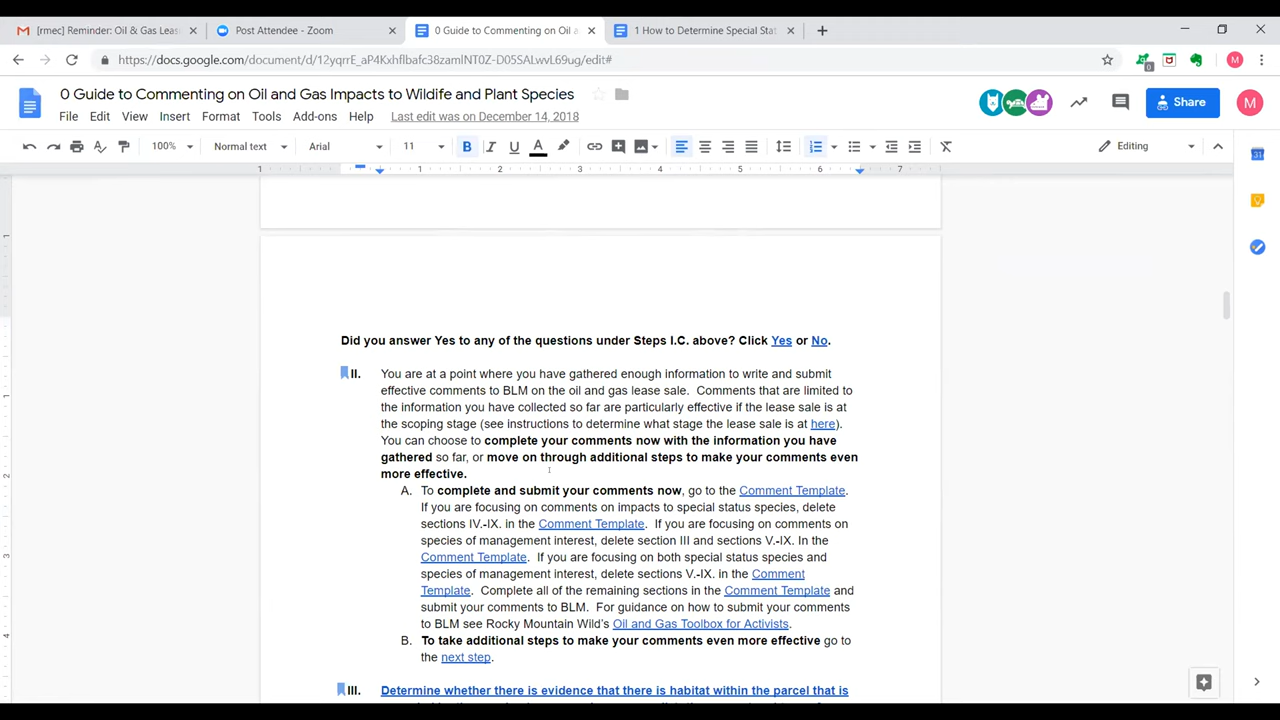 [rmec] Reminder: Oil & Gas Leas
Post Attendee - Zoom
0 Guide to Commenting on Oil a
1 How to Determine Special Stat
https://docs.google.com/document/d/12yqrrE_aP4Kxhflbafc38zamlNT0Z-D05SALwvL69ug/edit#
0 Guide to Commenting on Oil and Gas Impacts to Wildlife and Plant Species
File Edit View Insert Format Tools Add-ons Help Last edit was on December 14, 2018
Share
M
M
0
100% Normal text Arial 11 Editing
1 1 2 3 4 5 6 7
Did you answer Yes to any of the questions under Steps I.C. above? Click Yes or No.
II. You are at a point where you have gathered enough information to write and submit
effective comments to BLM on the oil and gas lease sale. Comments that are limited to
the information you have collected so far are particularly effective if the lease sale is at
the scoping stage (see instructions to determine what stage the lease sale is at here).
You can choose to complete your comments now with the information you have
gathered so far, or move on through additional steps to make your comments even
more effective.
A. To complete and submit your comments now, go to the Comment Template.
If you are focusing on comments on impacts to special status species, delete
sections IV.-IX. in the Comment Template. If you are focusing on comments on
species of management interest, delete section III and sections V.-IX. In the
Comment Template. If you are focusing on both special status species and
species of management interest, delete sections V.-IX. in the Comment
Template. Complete all of the remaining sections in the Comment Template and
submit your comments to BLM. For guidance on how to submit your comments
to BLM see Rocky Mountain Wild's Oil and Gas Toolbox for Activists.
B. To take additional steps to make your comments even more effective go to
the next step.
III. Determine whether there is evidence that there is habitat within the parcel that is